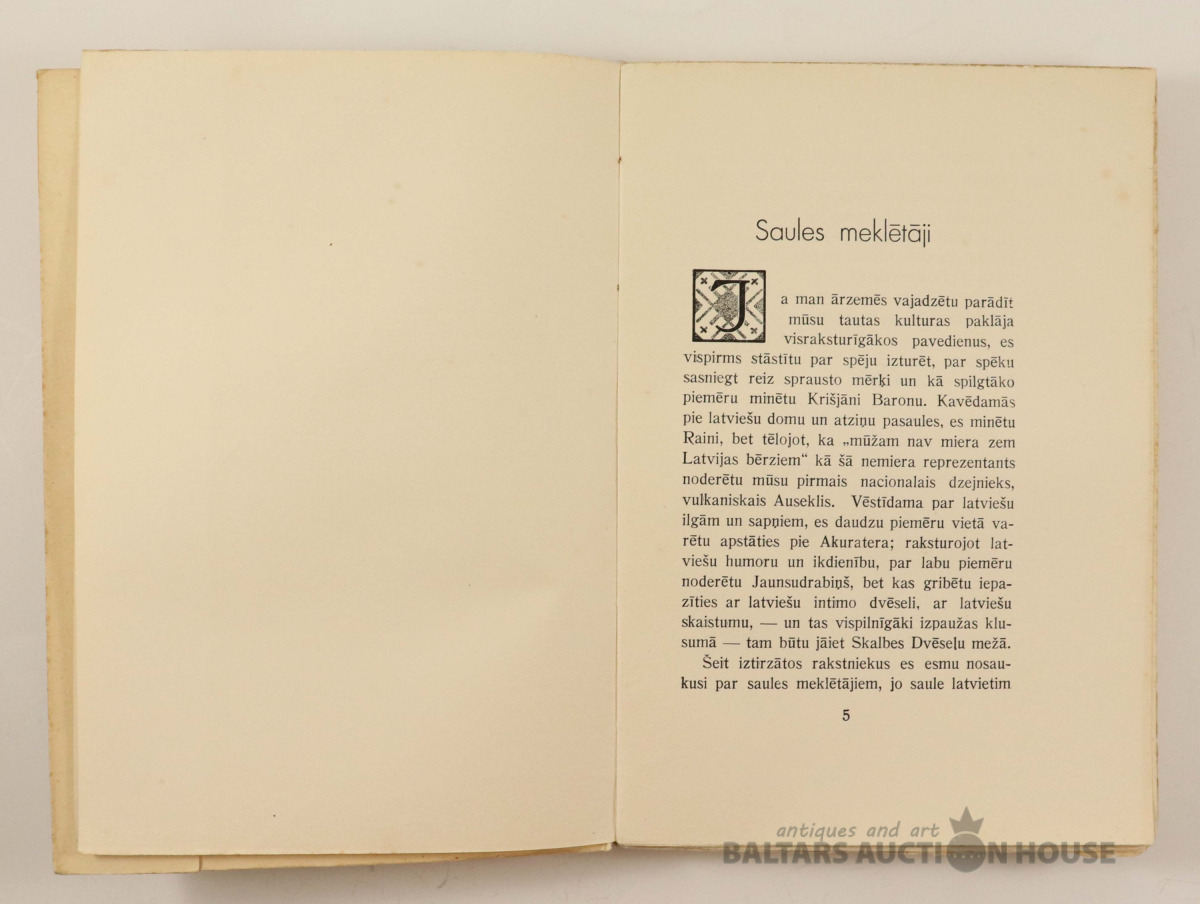 Saules meklētāji
Ja man ārzemēs vajadzētu parādīt
mūsu tautas kulturas paklāja
visraksturīgākos pavedienus, es
vispirms stāstītu par spēju izturēt, par spēku
sasniegt reiz sprausto mērķi un kā spilgtāko
piemēru minētu Krišjāni Baronu. Kavēdamās
pie latviešu domu un atziņu pasaules, es minētu
Raini, bet tēlojot, ka „mūžam nav miera zem
Latvijas bērziem“ kā šā nemiera reprezentants
noderētu mūsu pirmais nacionalais dzejnieks,
vulkaniskais Auseklis. Vēstīdama par latviešu
ilgām un sapņiem, es daudzu piemēru vietā va-
rētu apstāties pie Akuratera; raksturojot lat-
viešu humoru un ikdienību, par labu piemēru
noderētu Jaunsudrabiņš, bet kas gribētu iepa-
zīties ar latviešu intimo dvēseli, ar latviešu
skaistumu, — un tas vispilnīgāki izpaužas klu-
sumā — tam būtu jāiet Skalbes Dvēseļu mežā.
Šeit iztirzātos rakstniekus es esmu nosau-
kusi par saules meklētājiem, jo saule latvietim
5
antiques and art
BALTARS AUCTION HOUSE